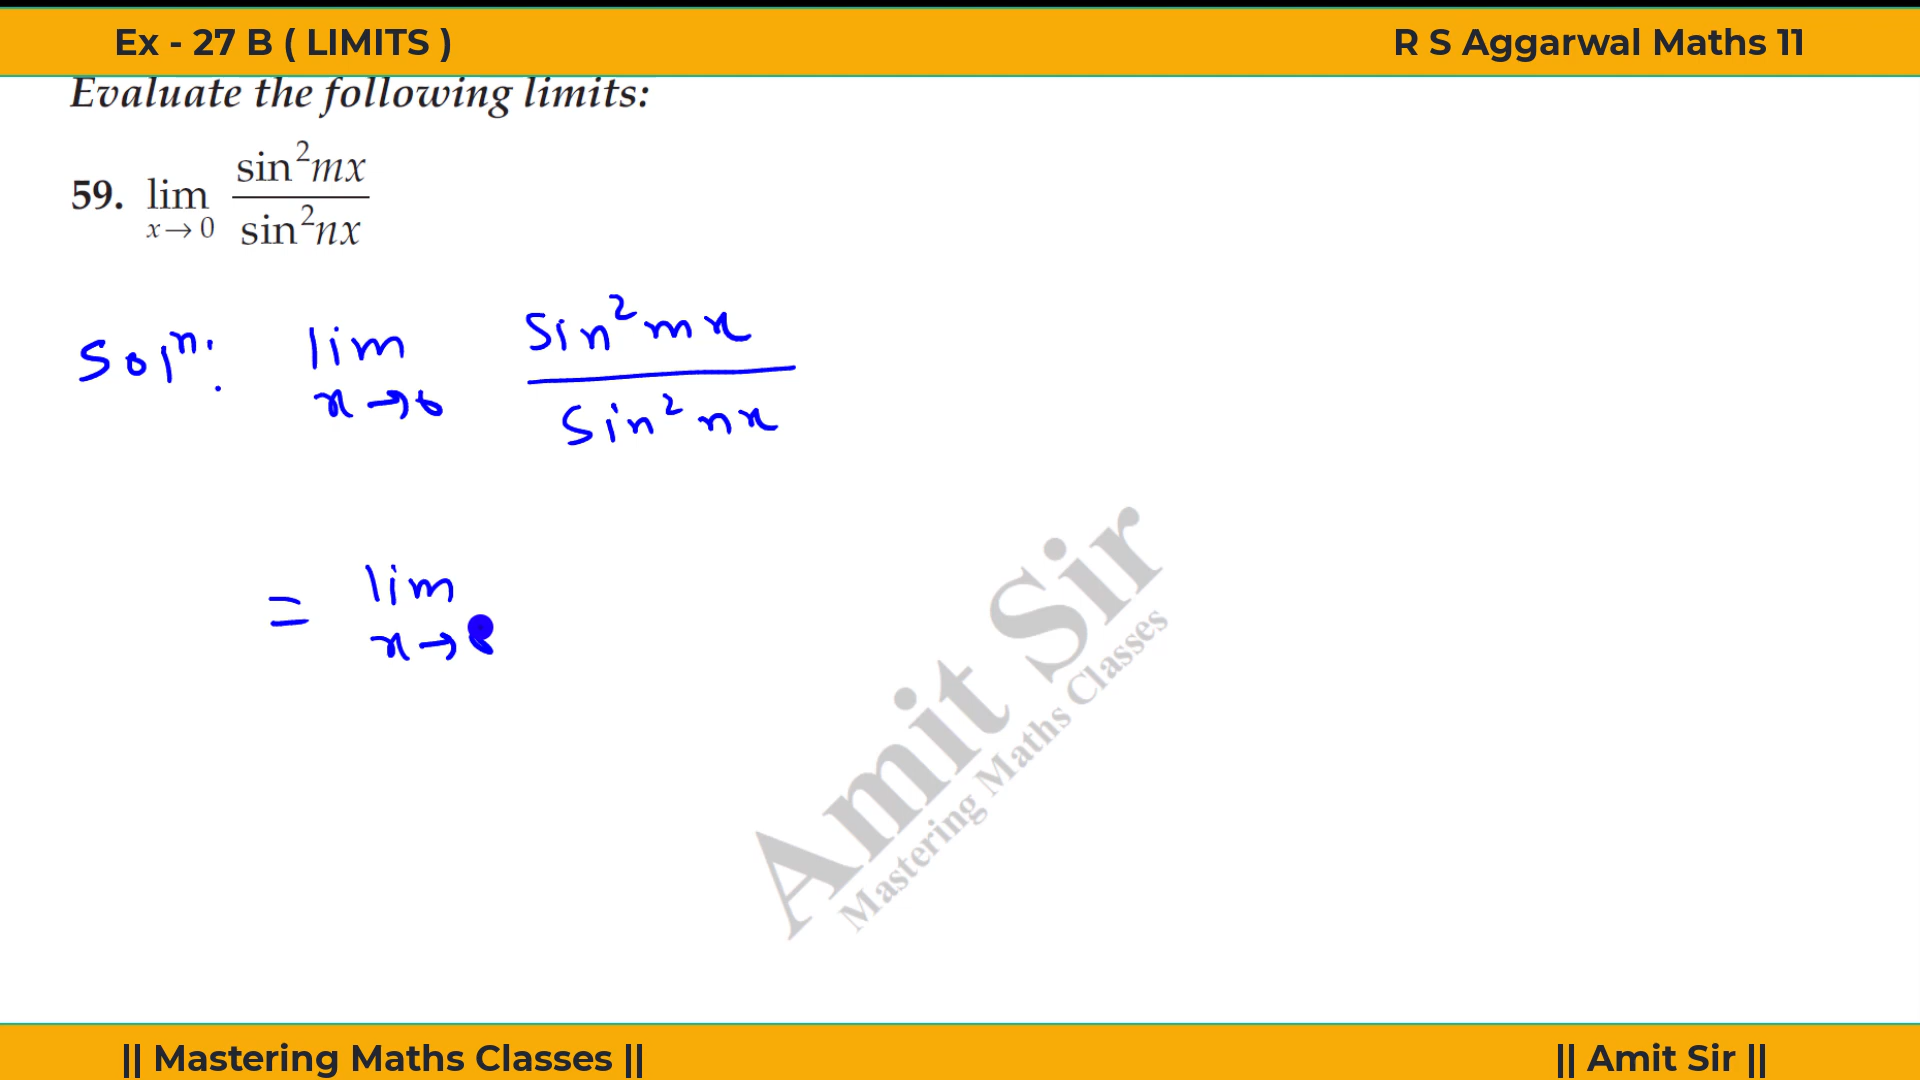 Ex - 27 B ( LIMITS )
R S Aggarwal Maths 11
Evaluate the following limits:
59. lim x→0 sin²mx / sin²nx
Solⁿ: lim x→0 Sin²mx / Sin²nx
= lim x→
Amit Sir
Mastering Maths Classes
|| Mastering Maths Classes ||
|| Amit Sir ||